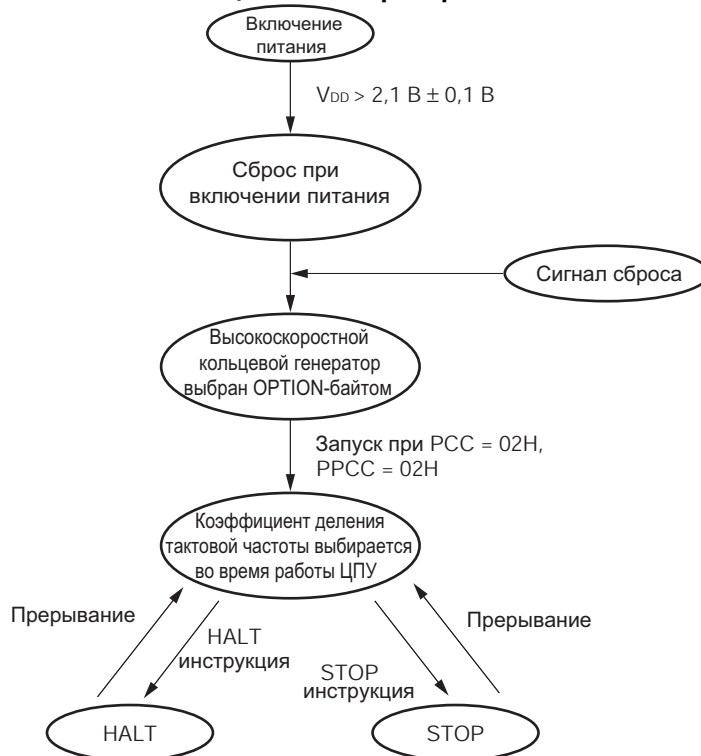 Включение
питания
VDD > 2,1 В ± 0,1 В
Сброс при
включении питания
Сигнал сброса
Высокоскоростной
кольцевой генератор
выбран OPTION-байтом
Запуск при PCC = 02H,
PPCC = 02H
Коэффициент деления
тактовой частоты выбирается
во время работы ЦПУ
Прерывание
HALT
инструкция
STOP
инструкция
Прерывание
HALT
STOP